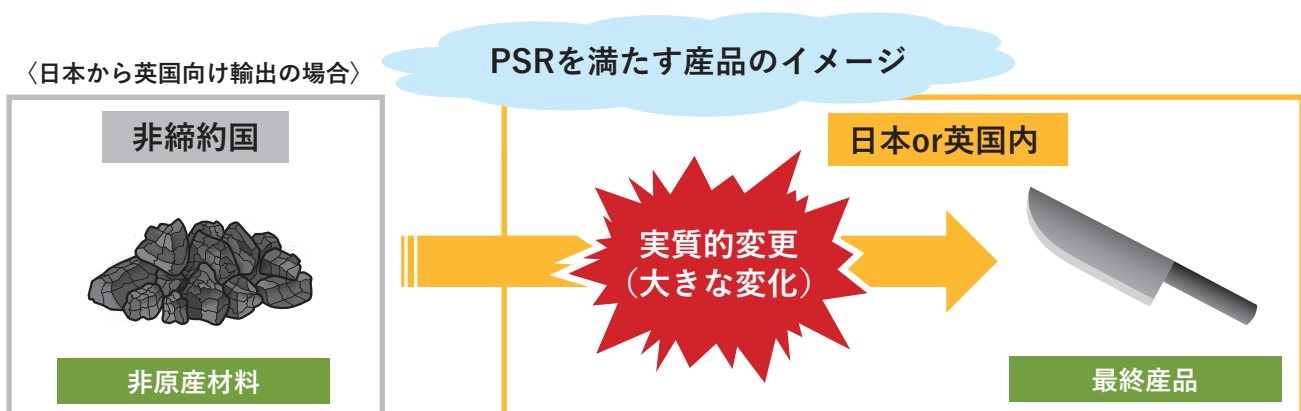 PSRを満たす産品のイメージ
〈日本から英国向け輸出の場合〉
非締約国
日本or英国内
実質的変更
（大きな変化）
非原産材料
最終産品